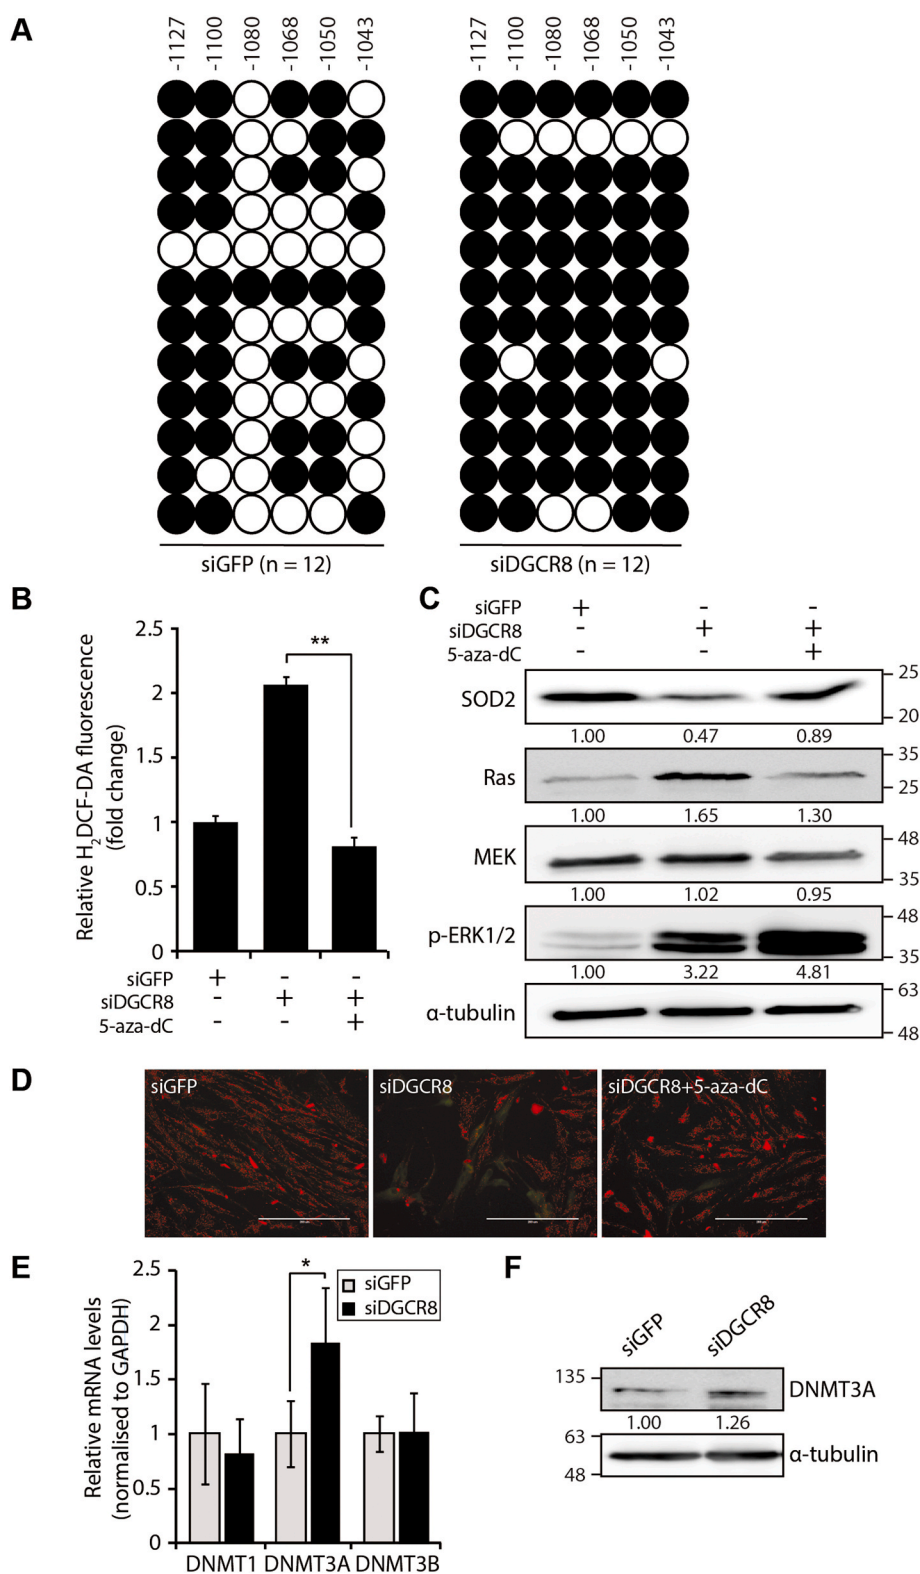 A
-1127 -1100 -1080 -1068 -1050 -1043
-1127 -1100 -1080 -1068 -1050 -1043
siGFP (n = 12)
siDGCR8 (n = 12)
B
Relative H2DCF-DA fluorescence
(fold change)
2.5
2
1.5
1
0.5
0
**
siGFP + - -
siDGCR8 - + +
5-aza-dC - - +
C
siGFP + - -
siDGCR8 - + +
5-aza-dC - - +
SOD2
25
20
1.00 0.47 0.89
Ras
35
25
1.00 1.65 1.30
MEK
48
35
1.00 1.02 0.95
p-ERK1/2
48
35
1.00 3.22 4.81
α-tubulin
63
48
D
siGFP
siDGCR8
siDGCR8+5-aza-dC
E
Relative mRNA levels
(normalised to GAPDH)
2.5
2
1.5
1
0.5
0
*
siGFP
siDGCR8
DNMT1 DNMT3A DNMT3B
F
siGFP siDGCR8
135
DNMT3A
1.00 1.26
63
48
α-tubulin